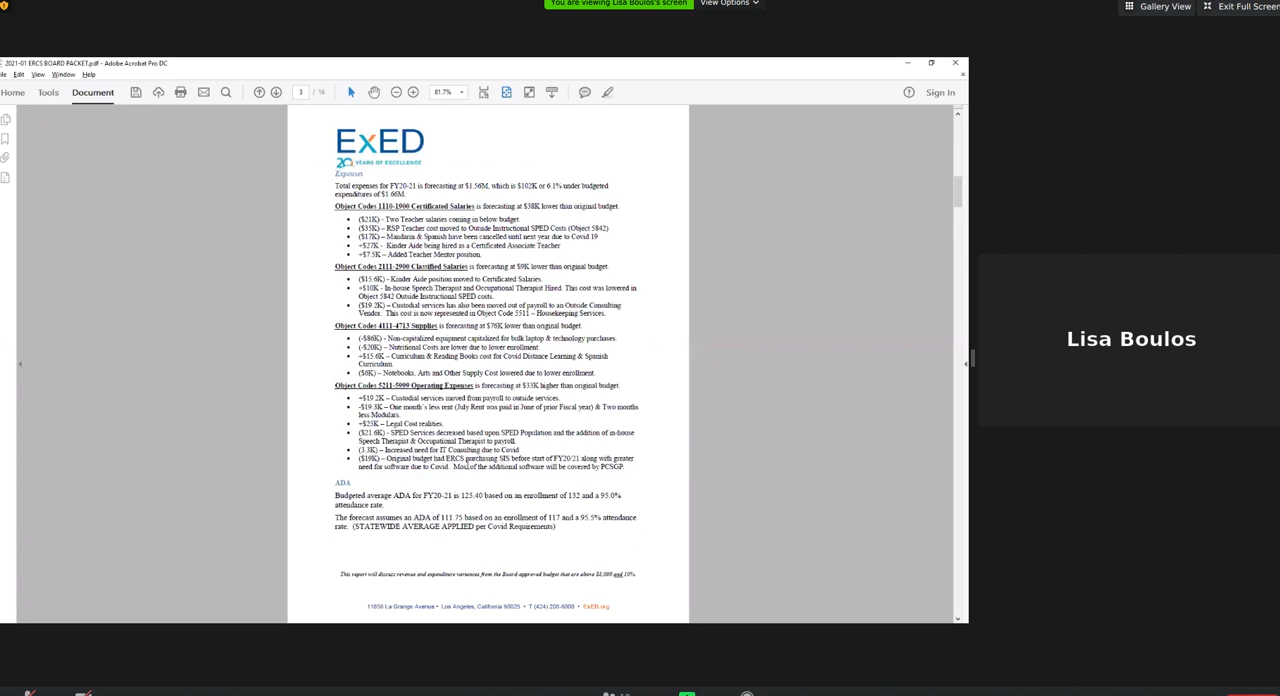 You are viewing Lisa Boulos's screen
View Options
Gallery View
Exit Full Screen
2021-01 ERCS BOARD PACKET.pdf - Adobe Acrobat Pro DC
Edit View Window Help
Home Tools Document
3 / 16
81.7%
Sign In
ExED
20 YEARS OF EXCELLENCE
Expenses
Total expenses for FY20-21 is forecasting at $1.56M, which is $102K or 6.1% under budgeted
expenditures of $1.66M.
Object Codes 1110-1900 Certificated Salaries is forecasting at $38K lower than original budget.
• ($21K) - Two Teacher salaries coming in below budget.
• ($35K) – RSP Teacher cost moved to Outside Instructional SPED Costs (Object 5842)
• ($17K) – Mandarin & Spanish have been cancelled until next year due to Covid 19
• +$27K - Kinder Aide being hired as a Certificated Associate Teacher
• +$7.5K – Added Teacher Mentor position.
Object Codes 2111-2900 Classified Salaries is forecasting at $9K lower than original budget.
• ($15.6K) - Kinder Aide position moved to Certificated Salaries.
• +$10K - In-house Speech Therapist and Occupational Therapist Hired. This cost was lowered in
Object 5842 Outside Instructional SPED costs.
• ($19.2K) – Custodial services has also been moved out of payroll to an Outside Consulting
Vendor. This cost is now represented in Object Code 5511 – Housekeeping Services.
Object Codes 4111-4713 Supplies is forecasting at $76K lower than original budget.
• (-$86K) - Non-capitalized equipment capitalized for bulk laptop & technology purchases.
• (-$20K) – Nutritional Costs are lower due to lower enrollment.
• +$15.6K – Curriculum & Reading Books cost for Covid Distance Learning & Spanish
Curriculum.
• ($6K) – Notebooks, Arts and Other Supply Cost lowered due to lower enrollment.
Object Codes 5211-5999 Operating Expenses is forecasting at $33K higher than original budget.
• +$19.2K – Custodial services moved from payroll to outside services.
• -$19.3K – One month's less rent (July Rent was paid in June of prior Fiscal year) & Two months
less Modulars.
• +$25K – Legal Cost realities.
• ($21.6K) - SPED Services decreased based upon SPED Population and the addition of in-house
Speech Therapist & Occupational Therapist to payroll.
• (3.3K) – Increased need for IT Consulting due to Covid
• ($19K) – Original budget had ERCS purchasing SIS before start of FY20/21 along with greater
need for software due to Covid. Most of the additional software will be covered by PCSGP.
ADA
Budgeted average ADA for FY20-21 is 125.40 based on an enrollment of 132 and a 95.0%
attendance rate.
The forecast assumes an ADA of 111.75 based on an enrollment of 117 and a 95.5% attendance
rate. (STATEWIDE AVERAGE APPLIED per Covid Requirements)
This report will discuss revenue and expenditure variances from the Board-approved budget that are above $1,000 and 10%.
11858 La Grange Avenue • Los Angeles, California 90025 • T (424) 208-6000 • ExED.org
Lisa Boulos